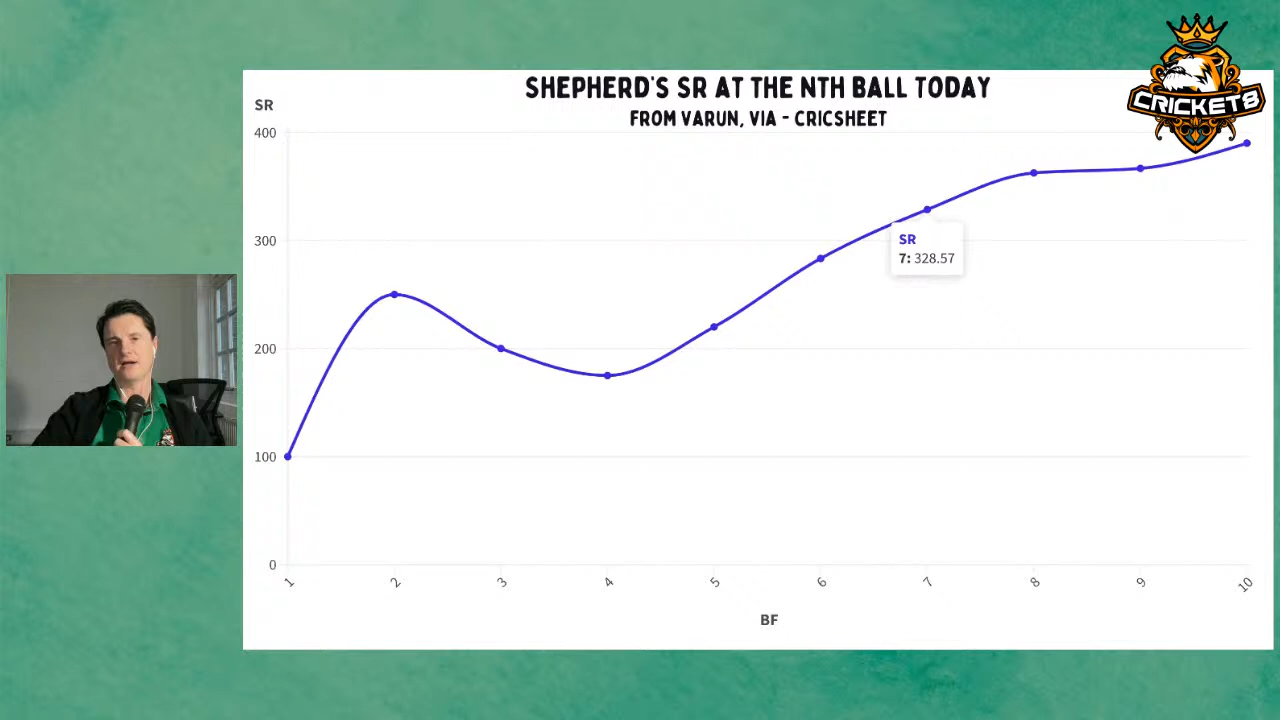 SHEPHERD'S SR AT THE NTH BALL TODAY
FROM VARUN, VIA - CRICSHEET
CRICKET8
SR
400
300
200
100
0
SR
7: 328.57
1
2
3
4
5
6
7
8
9
10
BF